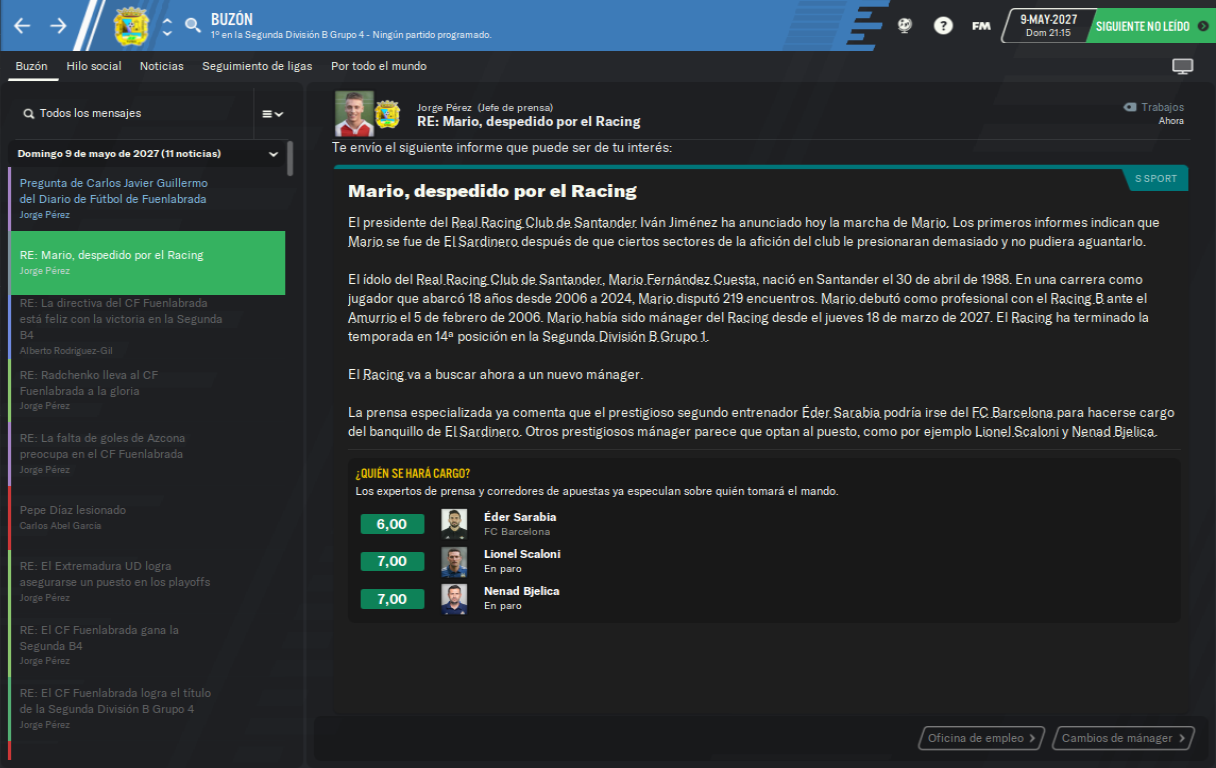 BUZÓN
1º en la Segunda División B Grupo 4 - Ningún partido programado.
?
FM
9-MAY-2027
Dom 21:15
SIGUIENTE NO LEÍDO
Buzón
Hilo social
Noticias
Seguimiento de ligas
Por todo el mundo
Todos los mensajes
Domingo 9 de mayo de 2027 (11 noticias)
Pregunta de Carlos Javier Guillermo
del Diario de Fútbol de Fuenlabrada
Jorge Pérez
RE: Mario, despedido por el Racing
Jorge Pérez
RE: La directiva del CF Fuenlabrada
está feliz con la victoria en la Segunda
B4
Alberto Rodríguez-Gil
RE: Radchenko lleva al CF
Fuenlabrada a la gloria
Jorge Pérez
RE: La falta de goles de Azcona
preocupa en el CF Fuenlabrada
Jorge Pérez
Pepe Díaz lesionado
Carlos Abel García
RE: El Extremadura UD logra
asegurarse un puesto en los playoffs
Jorge Pérez
RE: El CF Fuenlabrada gana la
Segunda B4
Jorge Pérez
RE: El CF Fuenlabrada logra el título
de la Segunda División B Grupo 4
Jorge Pérez
Jorge Pérez (Jefe de prensa)
RE: Mario, despedido por el Racing
Trabajos
Ahora
Te envío el siguiente informe que puede ser de tu interés:
S SPORT
Mario, despedido por el Racing
El presidente del Real Racing Club de Santander Iván Jiménez ha anunciado hoy la marcha de Mario. Los primeros informes indican que
Mario se fue de El Sardinero después de que ciertos sectores de la afición del club le presionaran demasiado y no pudiera aguantarlo.
El ídolo del Real Racing Club de Santander, Mario Fernández Cuesta, nació en Santander el 30 de abril de 1988. En una carrera como
jugador que abarcó 18 años desde 2006 a 2024, Mario disputó 219 encuentros. Mario debutó como profesional con el Racing B ante el
Amurrio el 5 de febrero de 2006. Mario había sido mánager del Racing desde el jueves 18 de marzo de 2027. El Racing ha terminado la
temporada en 14ª posición en la Segunda División B Grupo 1.
El Racing va a buscar ahora a un nuevo mánager.
La prensa especializada ya comenta que el prestigioso segundo entrenador Éder Sarabia podría irse del FC Barcelona para hacerse cargo
del banquillo de El Sardinero. Otros prestigiosos mánager parece que optan al puesto, como por ejemplo Lionel Scaloni y Nenad Bjelica.
¿QUIÉN SE HARÁ CARGO?
Los expertos de prensa y corredores de apuestas ya especulan sobre quién tomará el mando.
6,00
Éder Sarabia
FC Barcelona
7,00
Lionel Scaloni
En paro
7,00
Nenad Bjelica
En paro
Oficina de empleo
Cambios de mánager